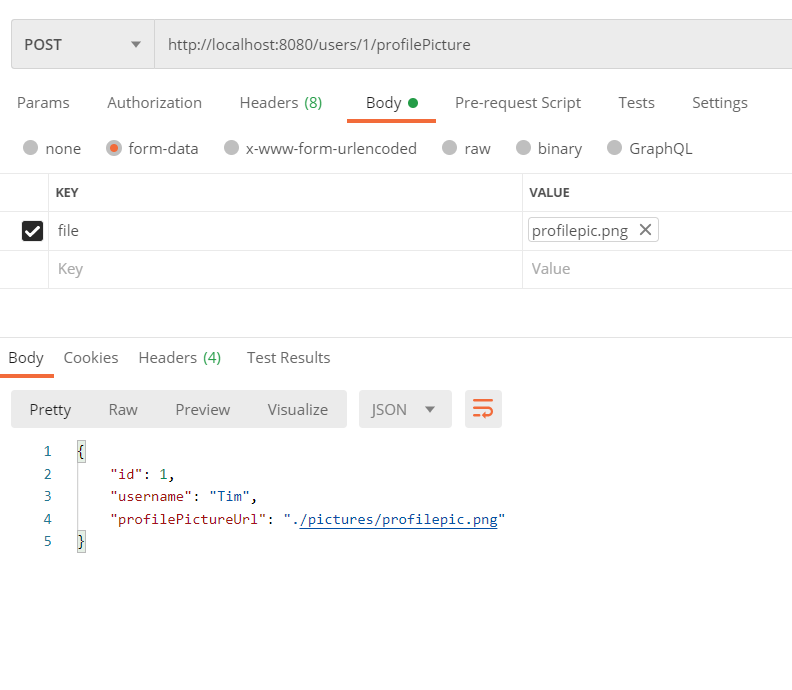 POST http://localhost:8080/users/1/profilePicture
Params Authorization Headers (8) Body Pre-request Script Tests Settings
none form-data x-www-form-urlencoded raw binary GraphQL
KEY VALUE
file profilepic.png
Key Value
Body Cookies Headers (4) Test Results
Pretty Raw Preview Visualize JSON
1 {
2 "id": 1,
3 "username": "Tim",
4 "profilePictureUrl": "./pictures/profilepic.png"
5 }